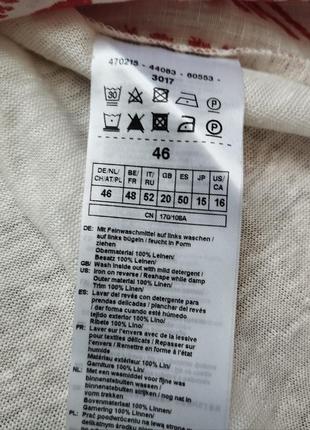 470215 - 44083 - 60553 -
3017
30 P
P
46
DE/NL/ CH/AT/PL BE/ FR IT/ RU GB ES JP US/ CA
46 48 52 20 50 15 16
CN 170/108A
DE: Mit Feinwaschmittel auf links waschen /
auf links bügeln / feucht in Form
ziehen
Obermaterial 100% Leinen/
Besatz 100% Leinen/
GB/ Wash inside out with mild detergent /
US: Iron on reverse / Reshape while damp
Outer material 100% Linen/
Trim 100% Linen/
ES: Lavar del revés con detergente para
prendas delicadas / planchar del revés
/ dar forma cuando esté húmedo
tejido exterior 100% Lino/
Ribete 100% Lino/
FR: Laver sur l'envers avec de la lessive
pour textiles délicats / Repasser sur
l'envers / Remettre en forme à l'état
humide
Matériau extérieur 100% Lin/
Garniture 100% Lin/
NL: Met een wasmiddel voor fijne was
binnenstebuiten wassen /
binnenstebuiten strijken / nog nat in
vorm trekken
Bovenmateriaal 100% Linnen/
Garnering 100% Linnen/
PL: